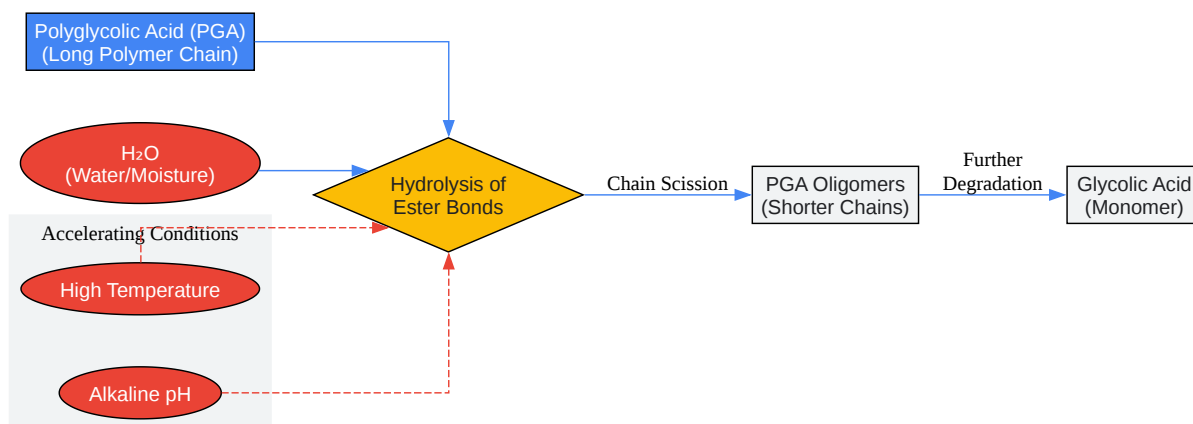 Polyglycolic Acid (PGA)
(Long Polymer Chain)
H₂O
(Water/Moisture)
Hydrolysis of
Ester Bonds
Chain Scission
PGA Oligomers
(Shorter Chains)
Further
Degradation
Glycolic Acid
(Monomer)
Accelerating Conditions
High Temperature
Alkaline pH